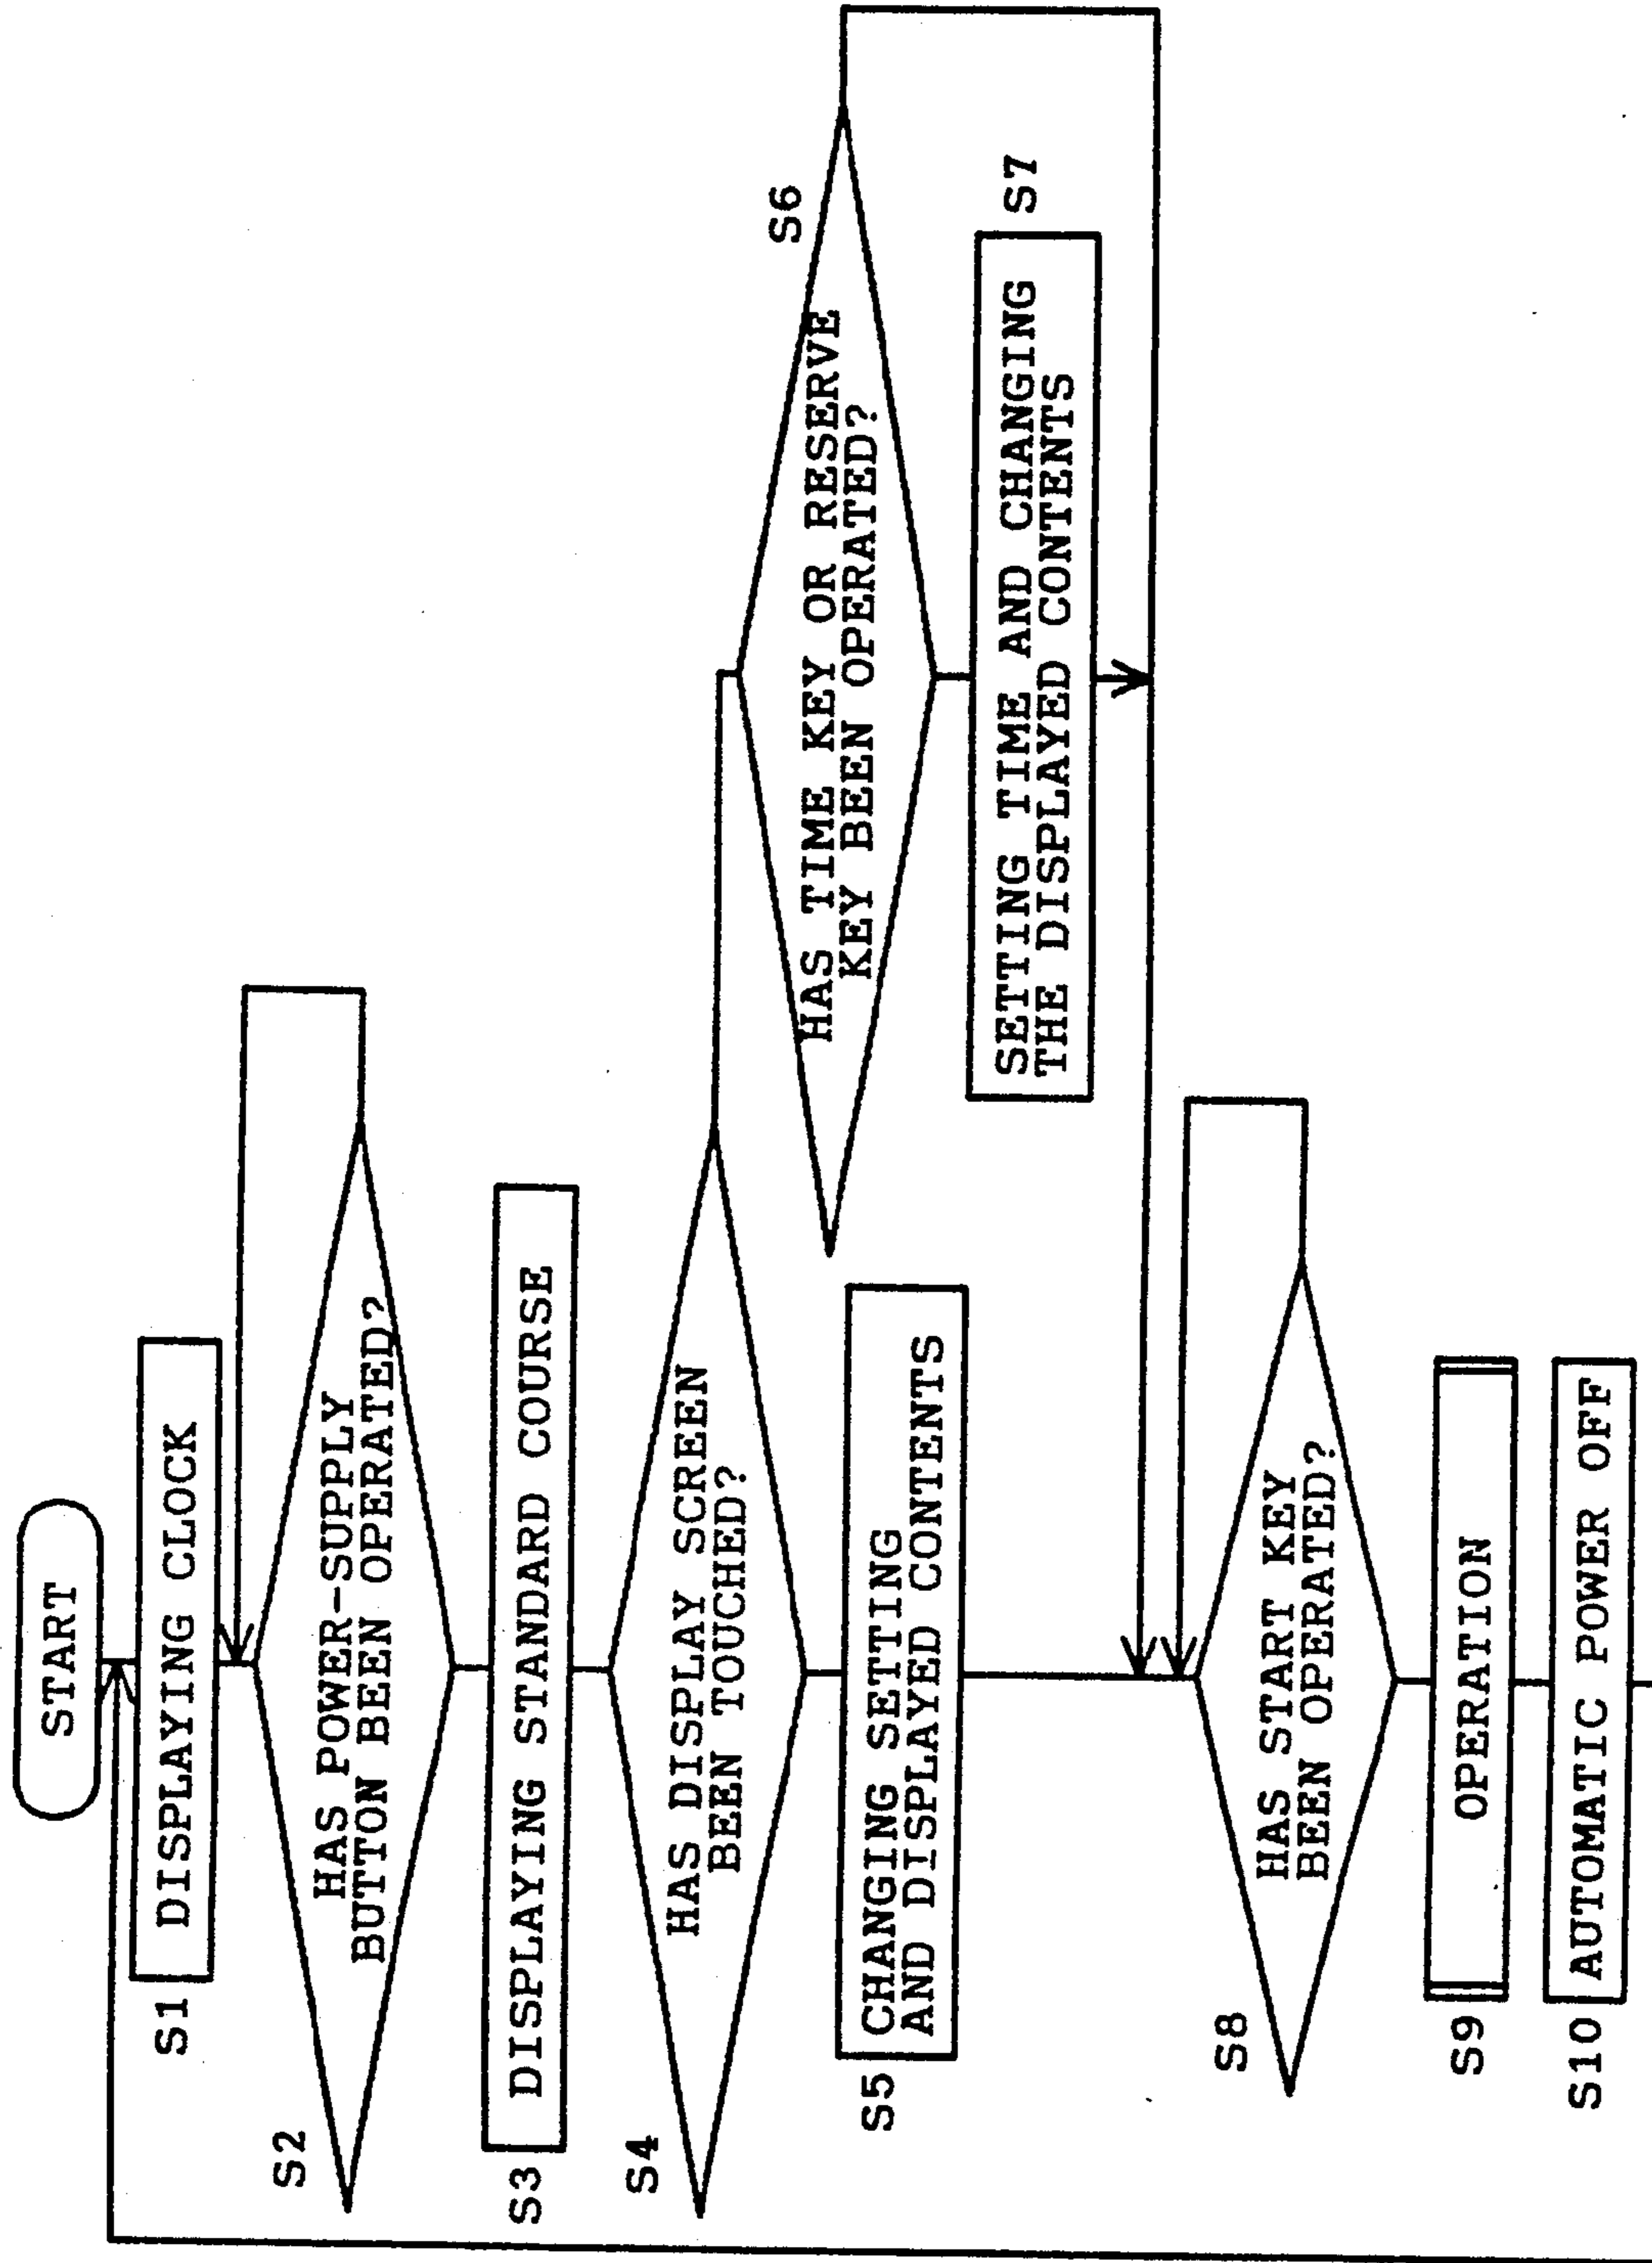 START
S1
DISPLAYING CLOCK
S2
HAS POWER-SUPPLY
BUTTON BEEN OPERATED?
S3
DISPLAYING STANDARD COURSE
S4
HAS DISPLAY SCREEN
BEEN TOUCHED?
S5
CHANGING SETTING
AND DISPLAYED CONTENTS
S6
HAS TIME KEY OR RESERVE
KEY BEEN OPERATED?
S7
SETTING TIME AND CHANGING
THE DISPLAYED CONTENTS
S8
HAS START KEY
BEEN OPERATED?
S9
OPERATION
S10
AUTOMATIC POWER OFF